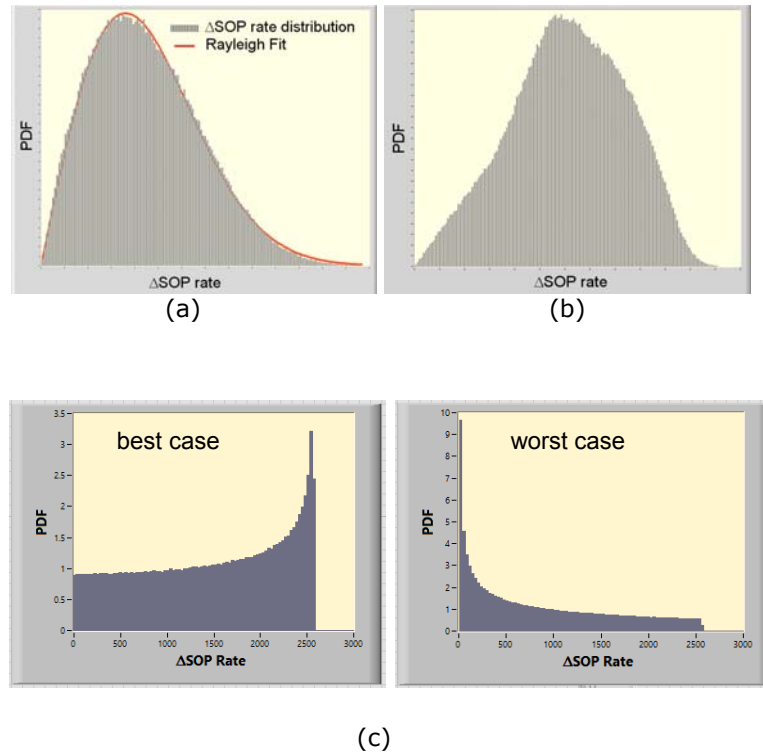 ΔSOP rate distribution
Rayleigh Fit
PDF
ΔSOP rate
(a)
PDF
ΔSOP rate
(b)
best case
3.5
3
2.5
2
1.5
1
0.5
0
PDF
0 500 1000 1500 2000 2500 3000
ΔSOP Rate
worst case
10
9
8
7
6
5
4
3
2
1
0
PDF
0 500 1000 1500 2000 2500 3000
ΔSOP Rate
(c)